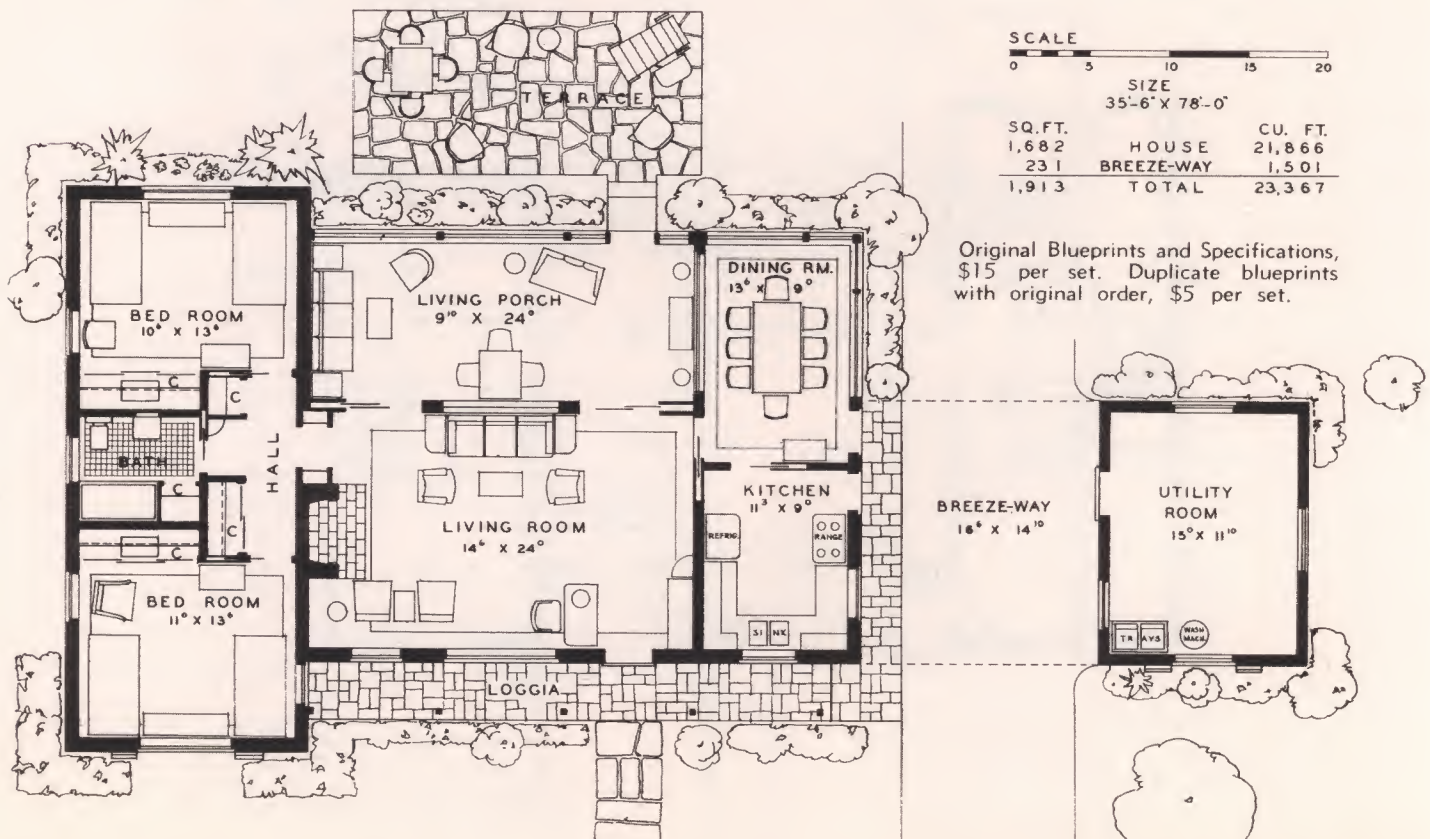 SCALE
0 5 10 15 20
SIZE
35'-6" X 78'-0"
SQ.FT. CU. FT.
1,682 HOUSE 21,866
231 BREEZE-WAY 1,501
1,913 TOTAL 23,367
Original Blueprints and Specifications,
$15 per set. Duplicate blueprints
with original order, $5 per set.
TERRACE
BED ROOM
10⁶ X 13⁶
LIVING PORCH
9¹⁰ X 24⁰
DINING RM.
13⁶ X 9⁰
C
C
BATH
HALL
C
C
C
LIVING ROOM
14⁶ X 24⁰
KITCHEN
11³ X 9⁰
REFRIG.
RANGE
SINK
BREEZE-WAY
16⁶ X 14¹⁰
UTILITY
ROOM
15⁰ X 11¹⁰
TRAYS
WASH
MACH.
BED ROOM
11⁰ X 13⁶
LOGGIA